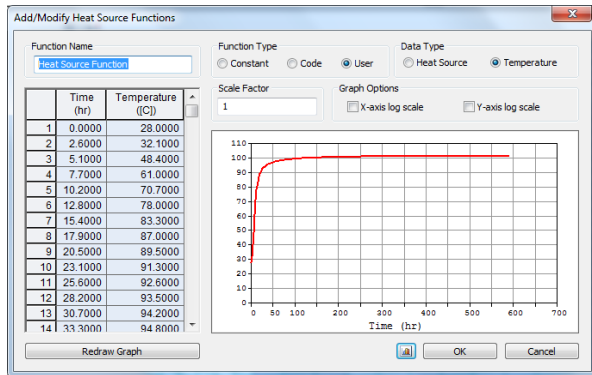 Add/Modify Heat Source Functions
Function Name
Heat Source Function
Function Type
Constant Code User
Data Type
Heat Source Temperature
Scale Factor
1
Graph Options
X-axis log scale Y-axis log scale
Time (hr) Temperature ([C])
1 0.0000 28.0000
2 2.6000 32.1000
3 5.1000 48.4000
4 7.7000 61.0000
5 10.2000 70.7000
6 12.8000 78.0000
7 15.4000 83.3000
8 17.9000 87.0000
9 20.5000 89.5000
10 23.1000 91.3000
11 25.6000 92.6000
12 28.2000 93.5000
13 30.7000 94.2000
14 33.3000 94.8000
110
100
90
80
70
60
50
40
30
20
10
0
0 50 100 200 300 400 500 600 700
Time (hr)
Redraw Graph
OK Cancel